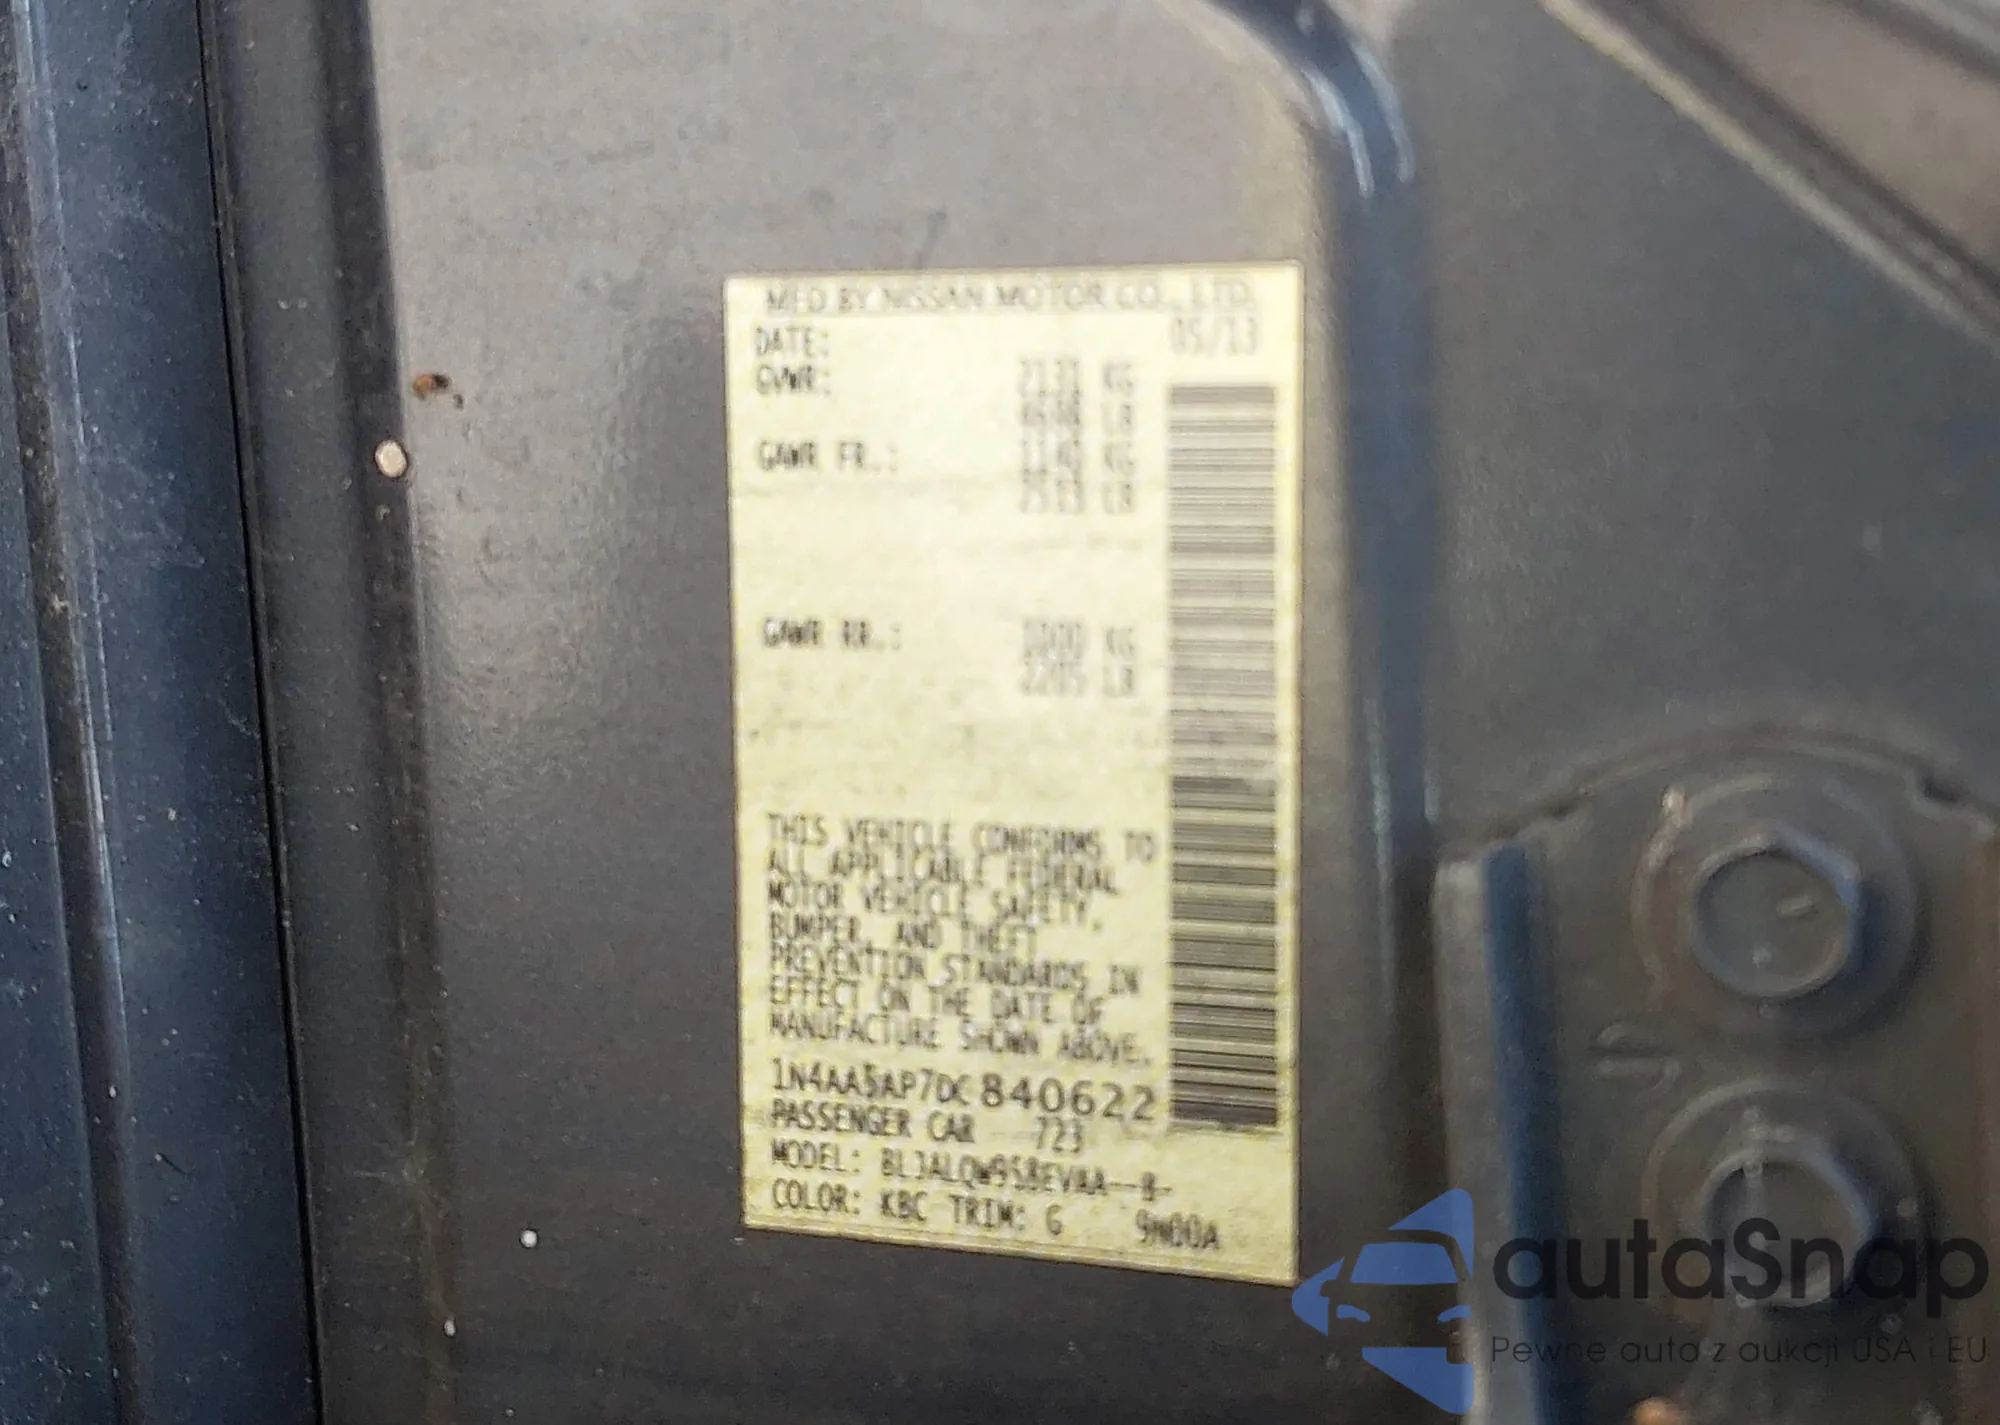 MFD BY NISSAN MOTOR CO., LTD.
DATE: 05/13
GVWR: 2131 KG
4698 LB
GAWR FR.: 1140 KG
2513 LB
GAWR RR.: 1000 KG
2205 LB
THIS VEHICLE CONFORMS TO
ALL APPLICABLE FEDERAL
MOTOR VEHICLE SAFETY,
BUMPER, AND THEFT
PREVENTION STANDARDS IN
EFFECT ON THE DATE OF
MANUFACTURE SHOWN ABOVE.
1N4AA5AP7DC840622
PASSENGER CAR 723
MODEL:
COLOR: KBC TRIM: G 9N00A
autaSnap
Pewne auta z aukcji USA i EU